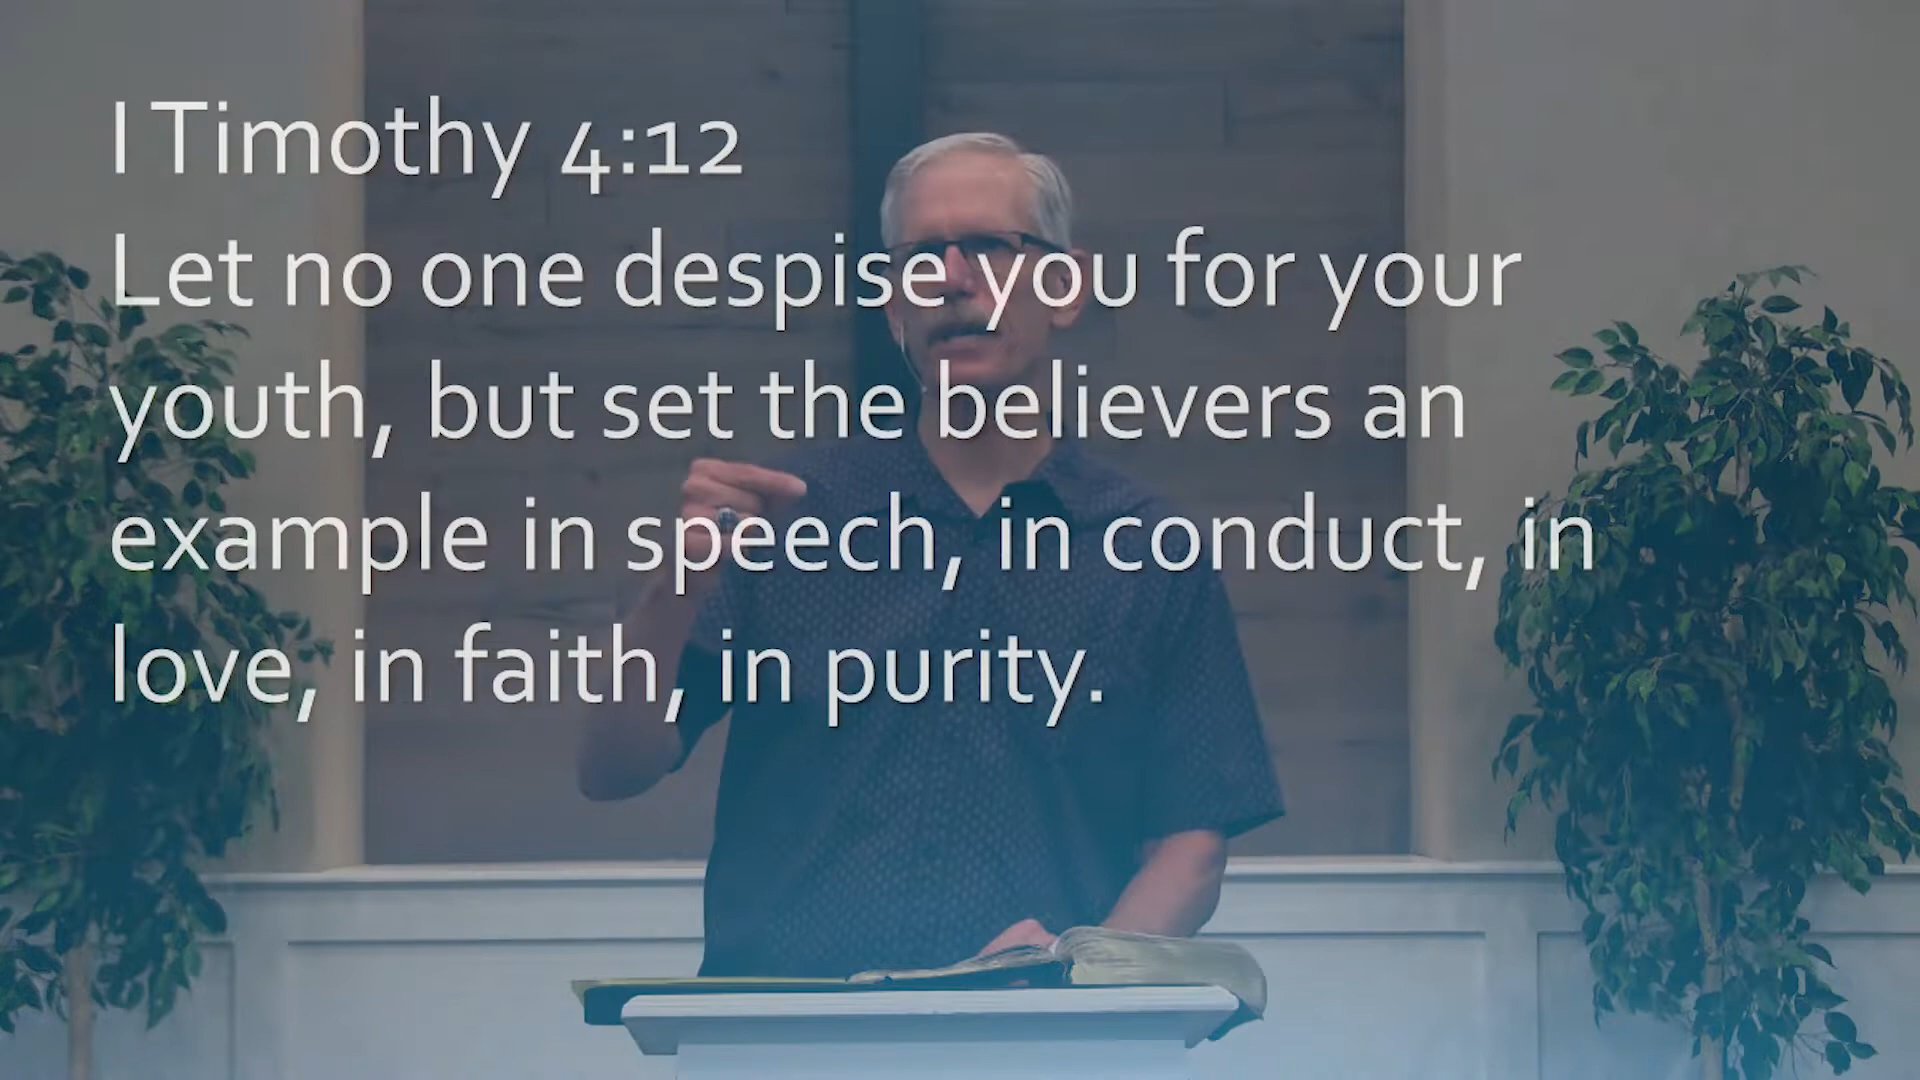 I Timothy 4:12
Let no one despise you for your
youth, but set the believers an
example in speech, in conduct, in
love, in faith, in purity.